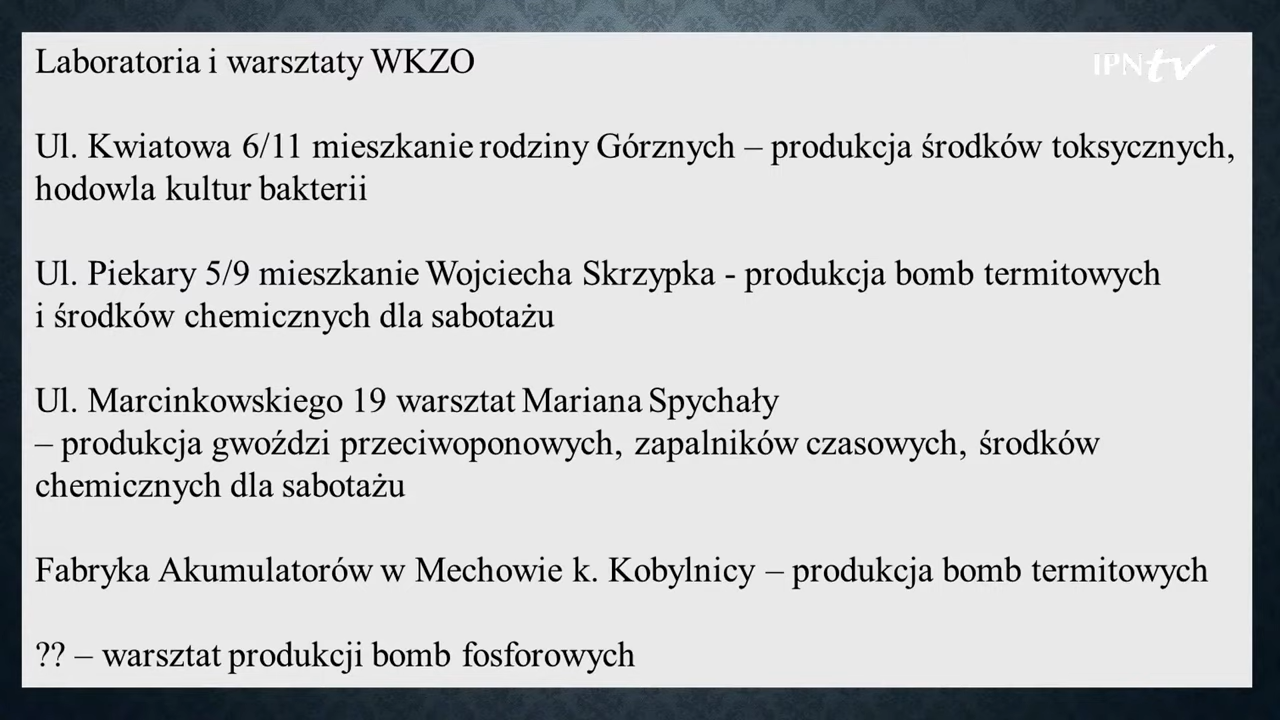 Laboratoria i warsztaty WKZO
IPNtv
Ul. Kwiatowa 6/11 mieszkanie rodziny Górznych – produkcja środków toksycznych,
hodowla kultur bakterii
Ul. Piekary 5/9 mieszkanie Wojciecha Skrzypka - produkcja bomb termitowych
i środków chemicznych dla sabotażu
Ul. Marcinkowskiego 19 warsztat Mariana Spychały
– produkcja gwoździ przeciwoponowych, zapalników czasowych, środków
chemicznych dla sabotażu
Fabryka Akumulatorów w Mechowie k. Kobylnicy – produkcja bomb termitowych
?? – warsztat produkcji bomb fosforowych